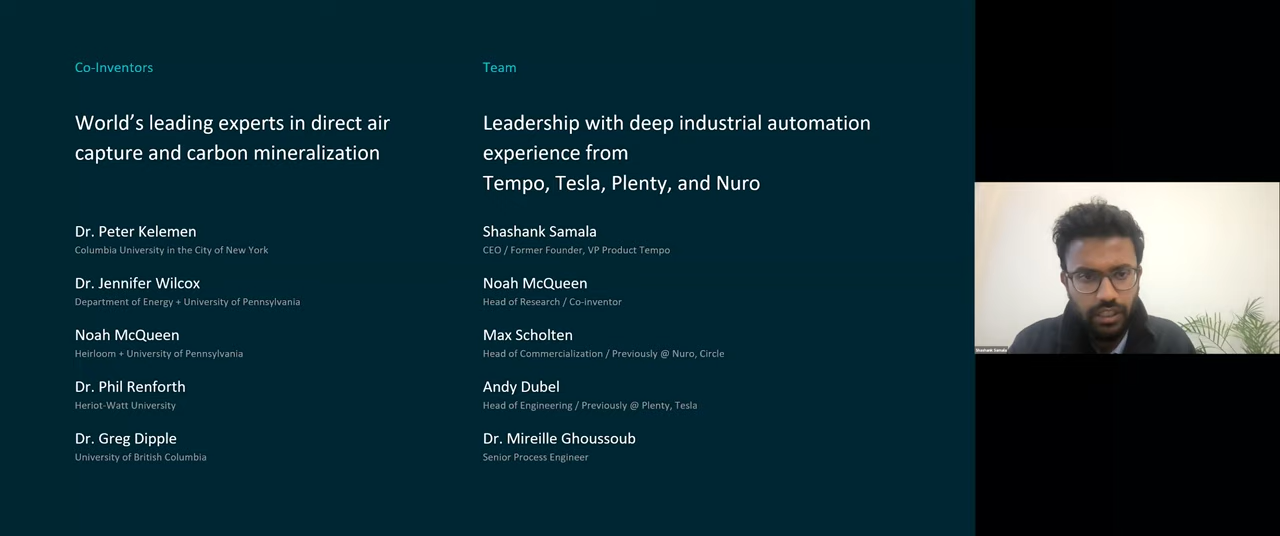 Co-Inventors
World's leading experts in direct air
capture and carbon mineralization
Dr. Peter Kelemen
Columbia University in the City of New York
Dr. Jennifer Wilcox
Department of Energy + University of Pennsylvania
Noah McQueen
Heirloom + University of Pennsylvania
Dr. Phil Renforth
Heriot-Watt University
Dr. Greg Dipple
University of British Columbia
Team
Leadership with deep industrial automation
experience from
Tempo, Tesla, Plenty, and Nuro
Shashank Samala
CEO / Former Founder, VP Product Tempo
Noah McQueen
Head of Research / Co-inventor
Max Scholten
Head of Commercialization / Previously @ Nuro, Circle
Andy Dubel
Head of Engineering / Previously @ Plenty, Tesla
Dr. Mireille Ghoussoub
Senior Process Engineer
Shashank Samala